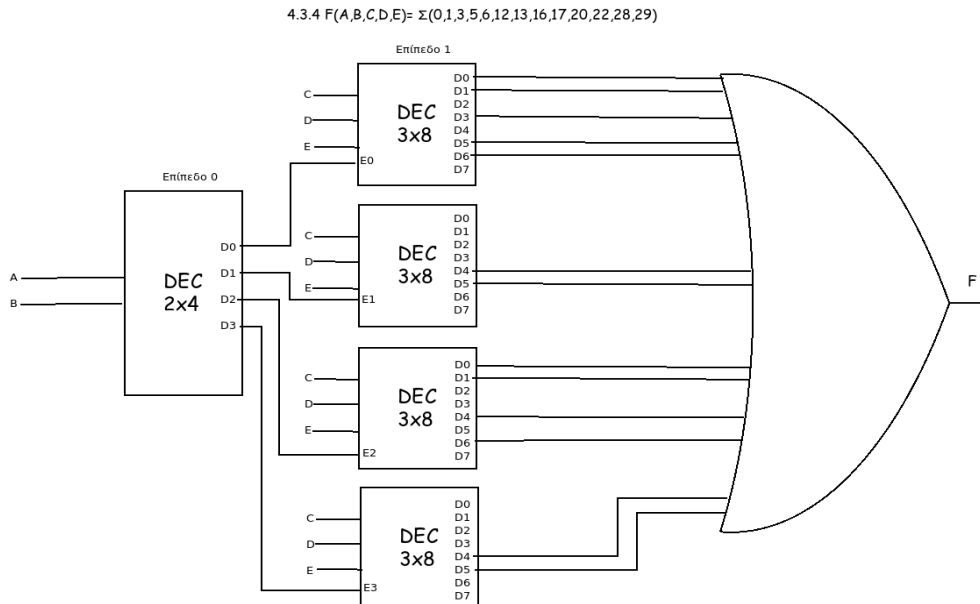 4.3.4 F(A,B,C,D,E)= Σ(0,1,3,5,6,12,13,16,17,20,22,28,29)
Επίπεδο 1
C
D
E
E0
DEC
3x8
D0
D1
D2
D3
D4
D5
D6
D7
Επίπεδο 0
A
B
DEC
2x4
D0
D1
D2
D3
C
D
E
E1
DEC
3x8
D0
D1
D2
D3
D4
D5
D6
D7
F
C
D
E
E2
DEC
3x8
D0
D1
D2
D3
D4
D5
D6
D7
C
D
E
E3
DEC
3x8
D0
D1
D2
D3
D4
D5
D6
D7